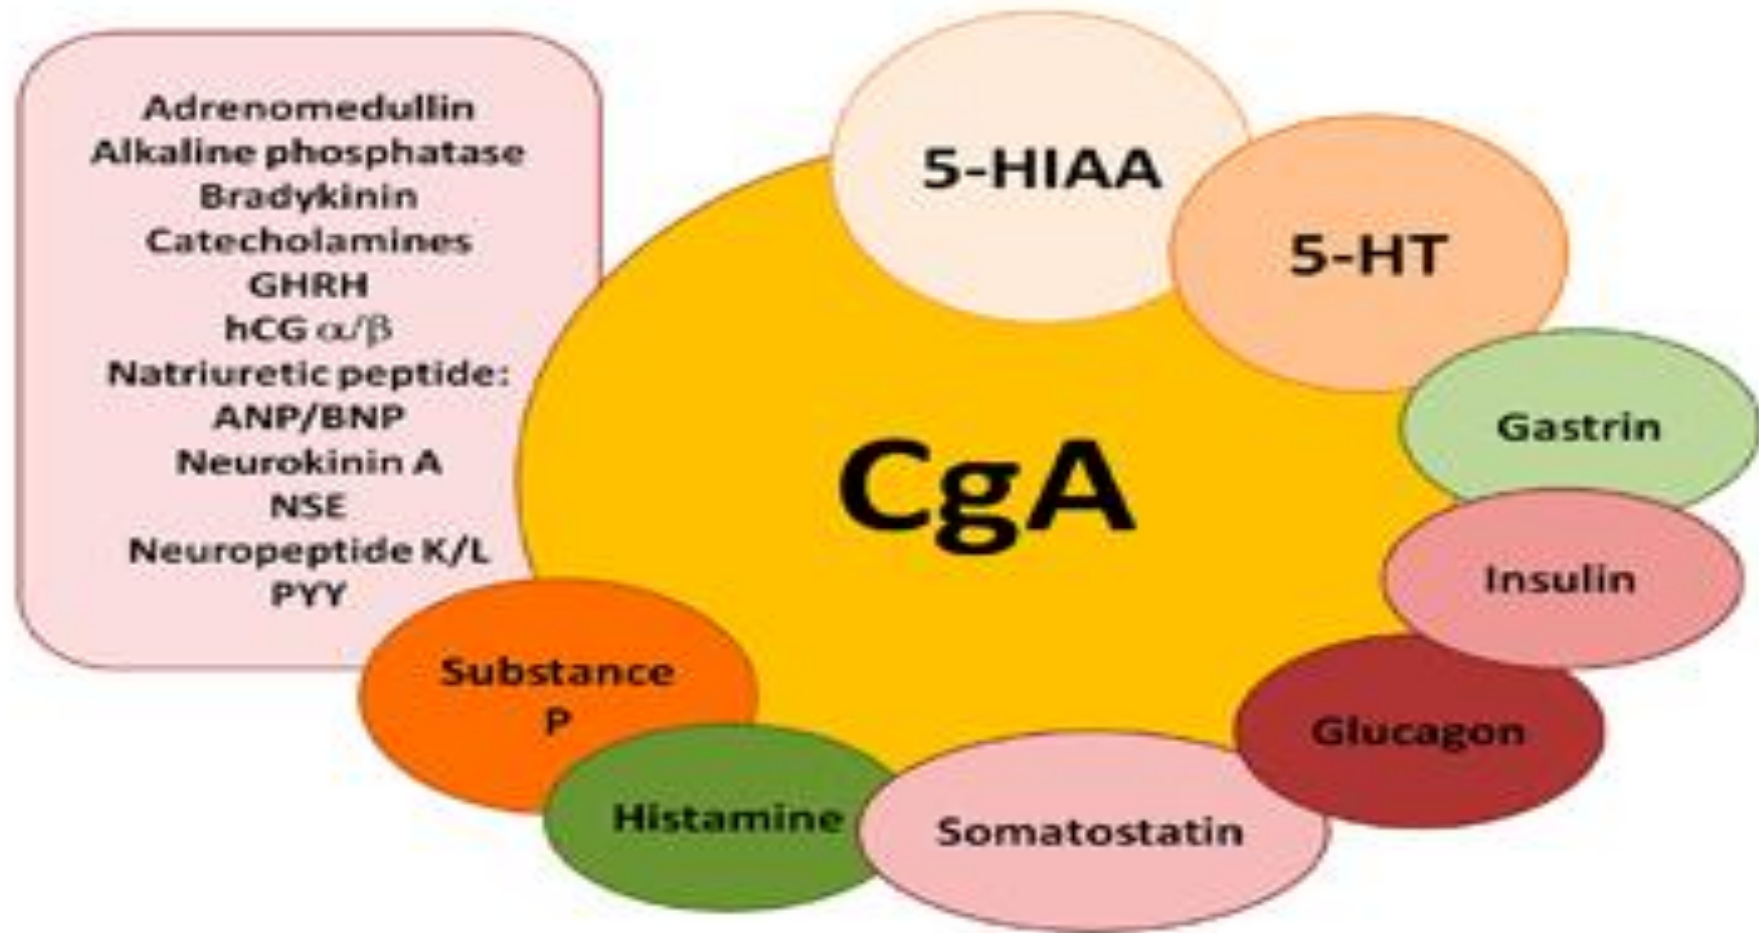 Adrenomedullin
Alkaline phosphatase
Bradykinin
Catecholamines
GHRH
hCG α/β
Natriuretic peptide:
ANP/BNP
Neurokinin A
NSE
Neuropeptide K/L
PYY
5-HIAA
5-HT
Gastrin
CgA
Insulin
Glucagon
Substance
P
Histamine
Somatostatin